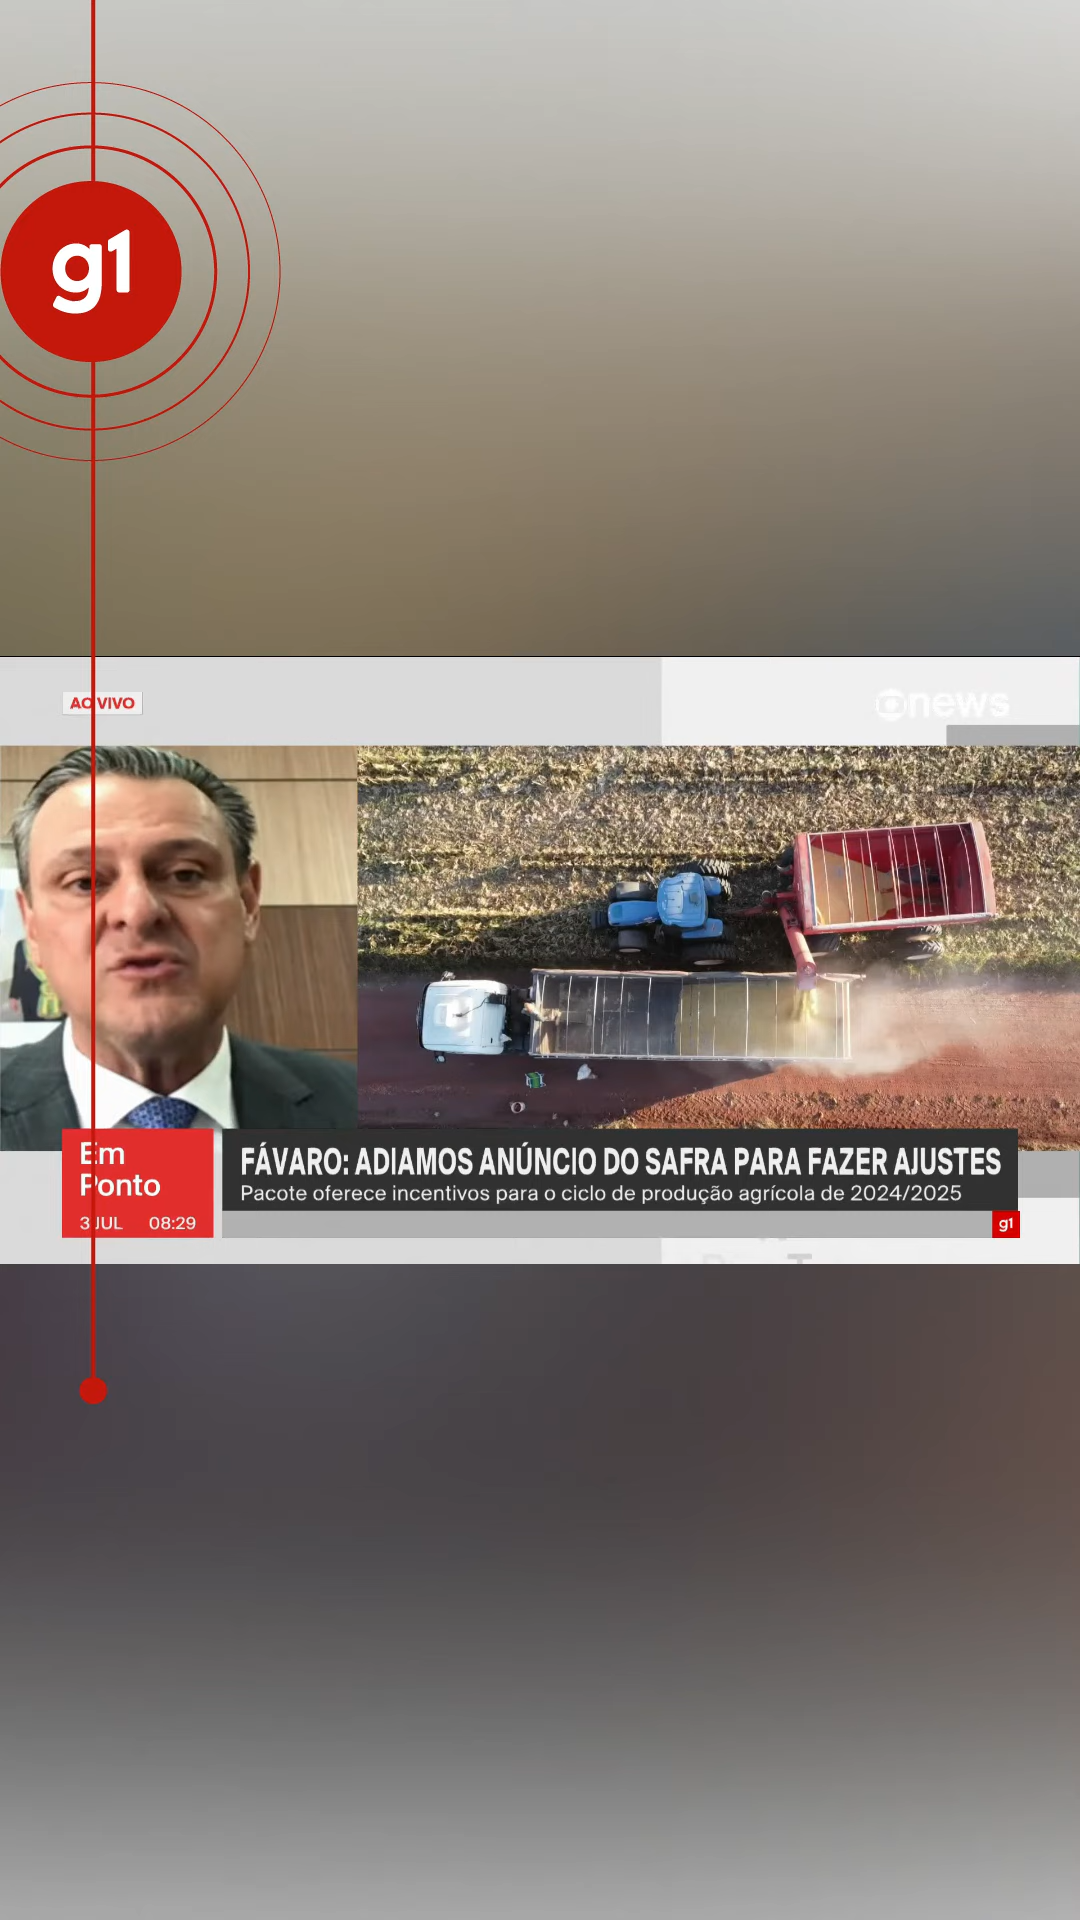 g1
AO VIVO
news
FÁVARO: ADIAMOS ANÚNCIO DO SAFRA PARA FAZER AJUSTES
Pacote oferece incentivos para o ciclo de produção agrícola de 2024/2025
Em
Ponto
3 JUL 08:29
g1